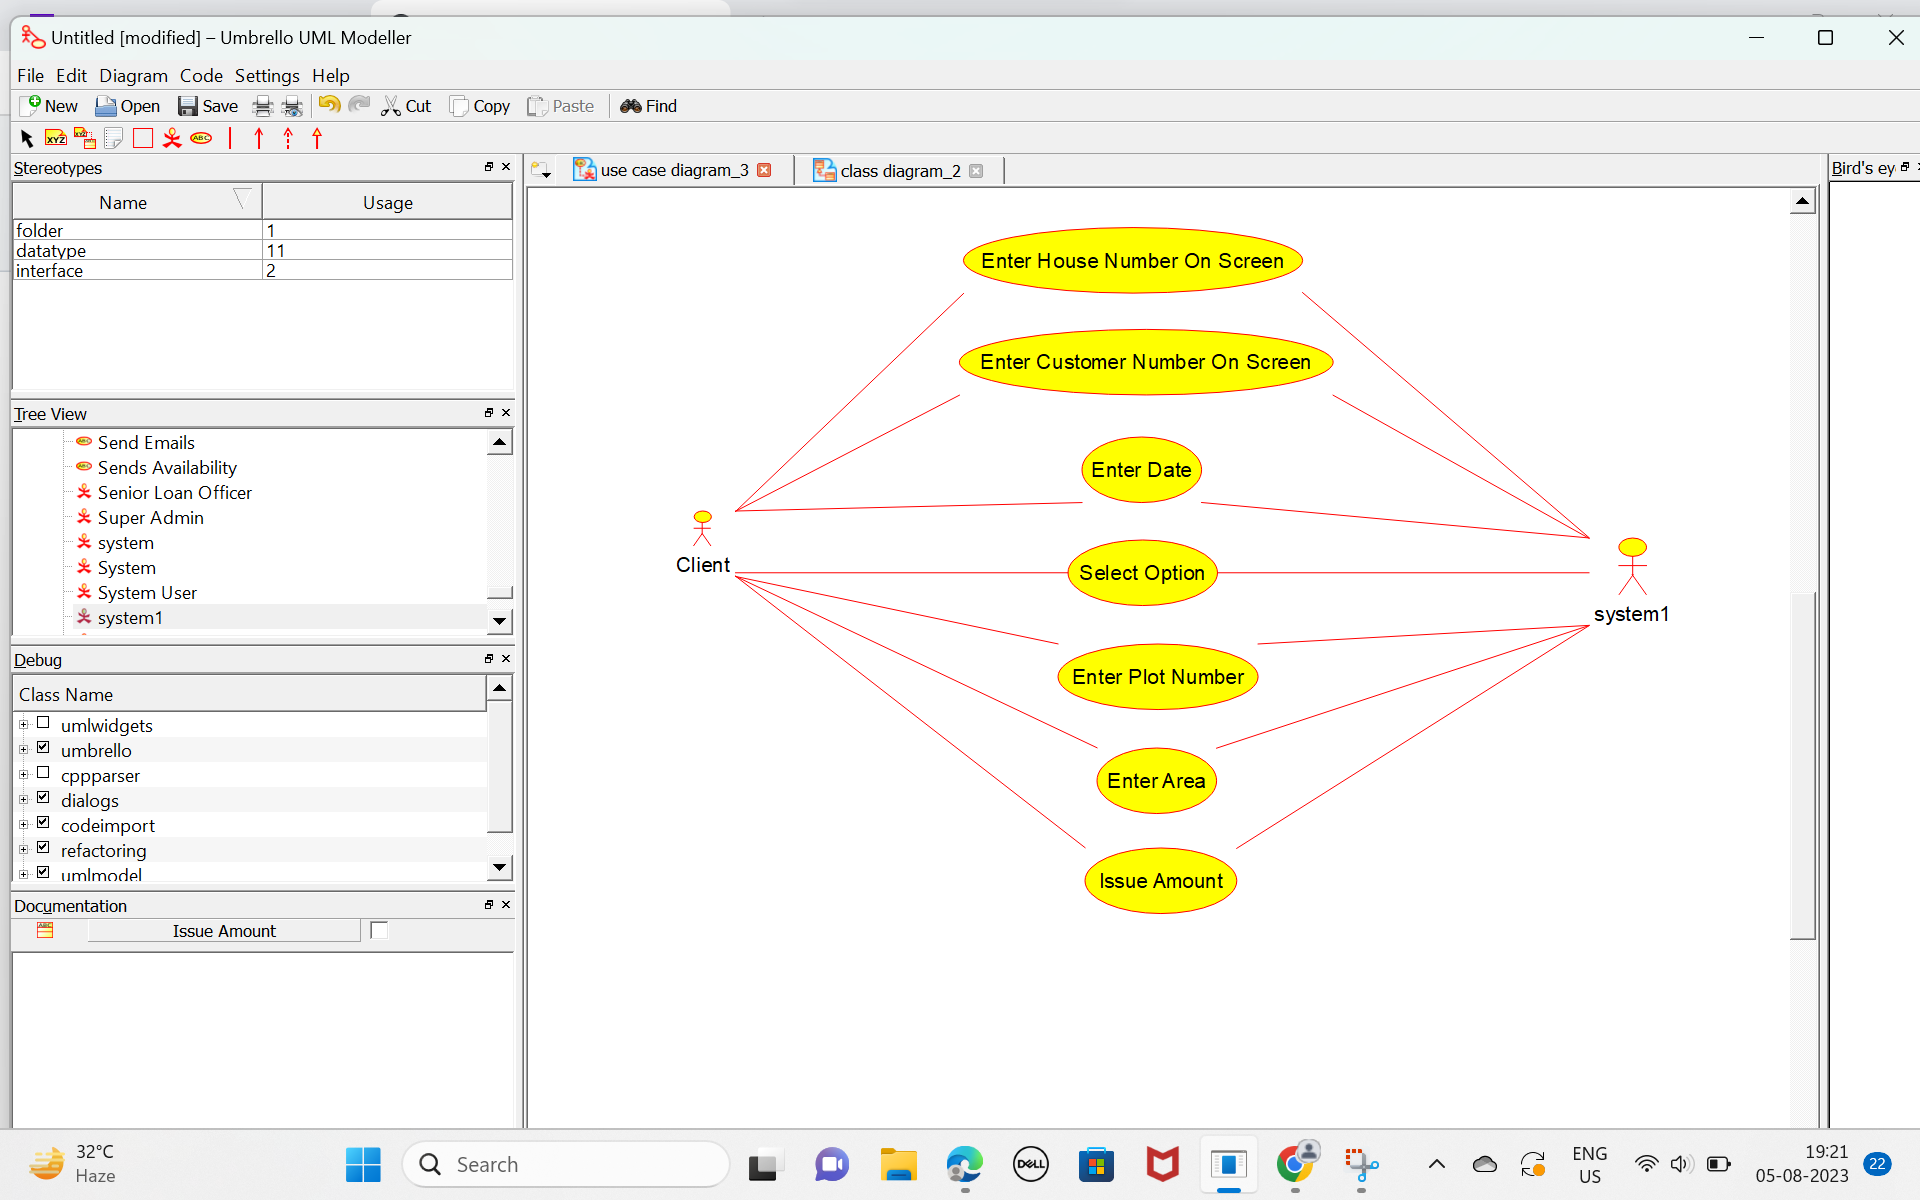 Untitled [modified] – Umbrello UML Modeller
File Edit Diagram Code Settings Help
New Open Save Cut Copy Paste Find
XYZ ABC
Stereotypes
use case diagram_3 class diagram_2
Bird's ey
Name Usage
folder 1
datatype 11
interface 2
Tree View
Send Emails
Sends Availability
Senior Loan Officer
Super Admin
system
System
System User
system1
Debug
Class Name
umlwidgets
umbrello
cppparser
dialogs
codeimport
refactoring
umlmodel
Documentation
Issue Amount
Enter House Number On Screen
Enter Customer Number On Screen
Enter Date
Client
Select Option
system1
Enter Plot Number
Enter Area
Issue Amount
32°C
Haze
Search
DELL
ENG
US
19:21
05-08-2023
22